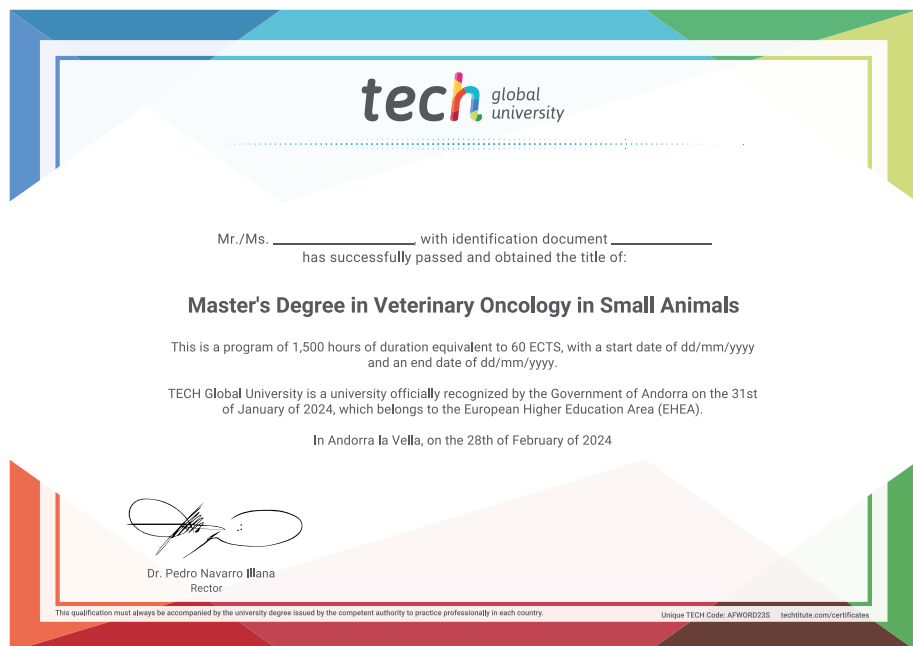 tech global university
Mr./Ms. ________________, with identification document ____________
has successfully passed and obtained the title of:
Master's Degree in Veterinary Oncology in Small Animals
This is a program of 1,500 hours of duration equivalent to 60 ECTS, with a start date of dd/mm/yyyy
and an end date of dd/mm/yyyy.
TECH Global University is a university officially recognized by the Government of Andorra on the 31st
of January of 2024, which belongs to the European Higher Education Area (EHEA).
In Andorra la Vella, on the 28th of February of 2024
Dr. Pedro Navarro Illana
Rector
This qualification must always be accompanied by the university degree issued by the competent authority to practice professionally in each country.
Unique TECH Code: AFWORD23S techtitute.com/certificates